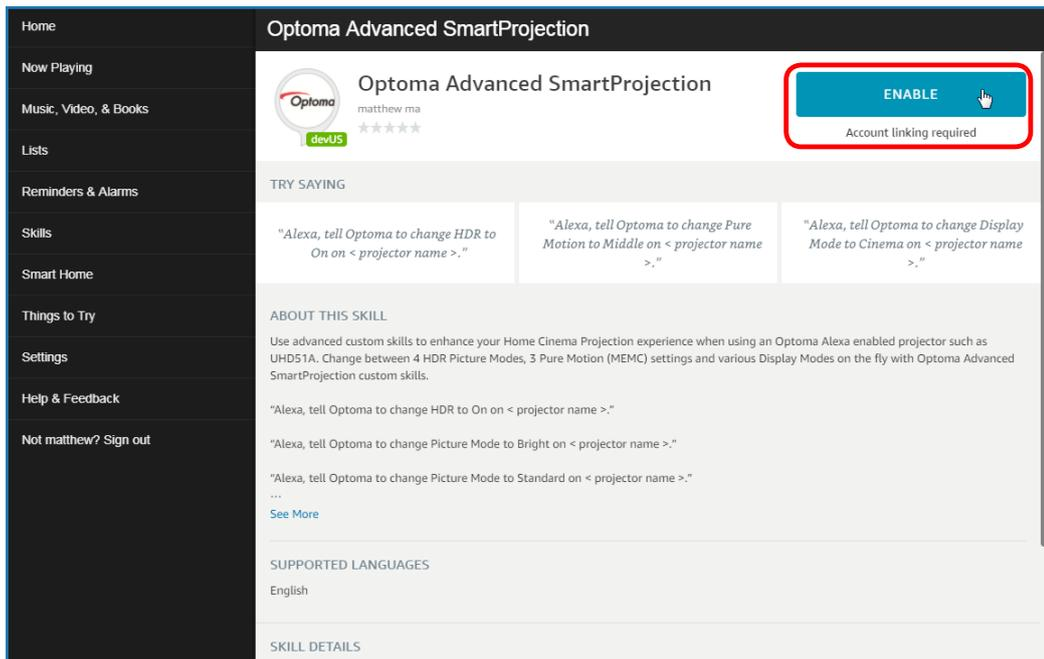 Home
Now Playing
Music, Video, & Books
Lists
Reminders & Alarms
Skills
Smart Home
Things to Try
Settings
Help & Feedback
Not matthew? Sign out
Optoma Advanced SmartProjection
Optoma
devUS
Optoma Advanced SmartProjection
matthew ma
ENABLE
Account linking required
TRY SAYING
"Alexa, tell Optoma to change HDR to
On on < projector name >."
"Alexa, tell Optoma to change Pure
Motion to Middle on < projector name
>."
"Alexa, tell Optoma to change Display
Mode to Cinema on < projector name
>."
ABOUT THIS SKILL
Use advanced custom skills to enhance your Home Cinema Projection experience when using an Optoma Alexa enabled projector such as
UHD51A. Change between 4 HDR Picture Modes, 3 Pure Motion (MEMC) settings and various Display Modes on the fly with Optoma Advanced
SmartProjection custom skills.
"Alexa, tell Optoma to change HDR to On on < projector name >."
"Alexa, tell Optoma to change Picture Mode to Bright on < projector name >."
"Alexa, tell Optoma to change Picture Mode to Standard on < projector name >."
...
See More
SUPPORTED LANGUAGES
English
SKILL DETAILS